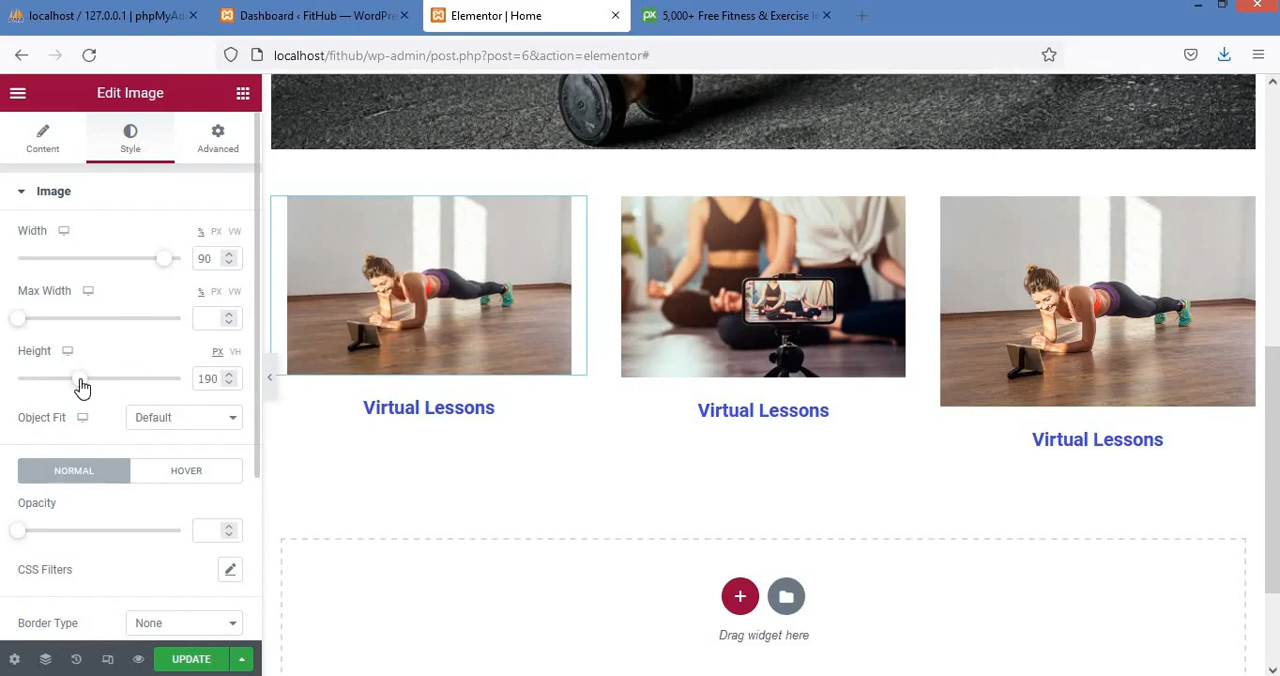 localhost / 127.0.0.1 | phpMyAd
Dashboard ‹ FitHub — WordPre
Elementor | Home
5,000+ Free Fitness & Exercise I
localhost/fithub/wp-admin/post.php?post=6&action=elementor#
Edit Image
Content
Style
Advanced
Image
Width
% PX VW
90
Max Width
% PX VW
Height
PX VH
190
Object Fit
Default
NORMAL
HOVER
Opacity
CSS Filters
Border Type
None
UPDATE
Virtual Lessons
Virtual Lessons
Virtual Lessons
Drag widget here